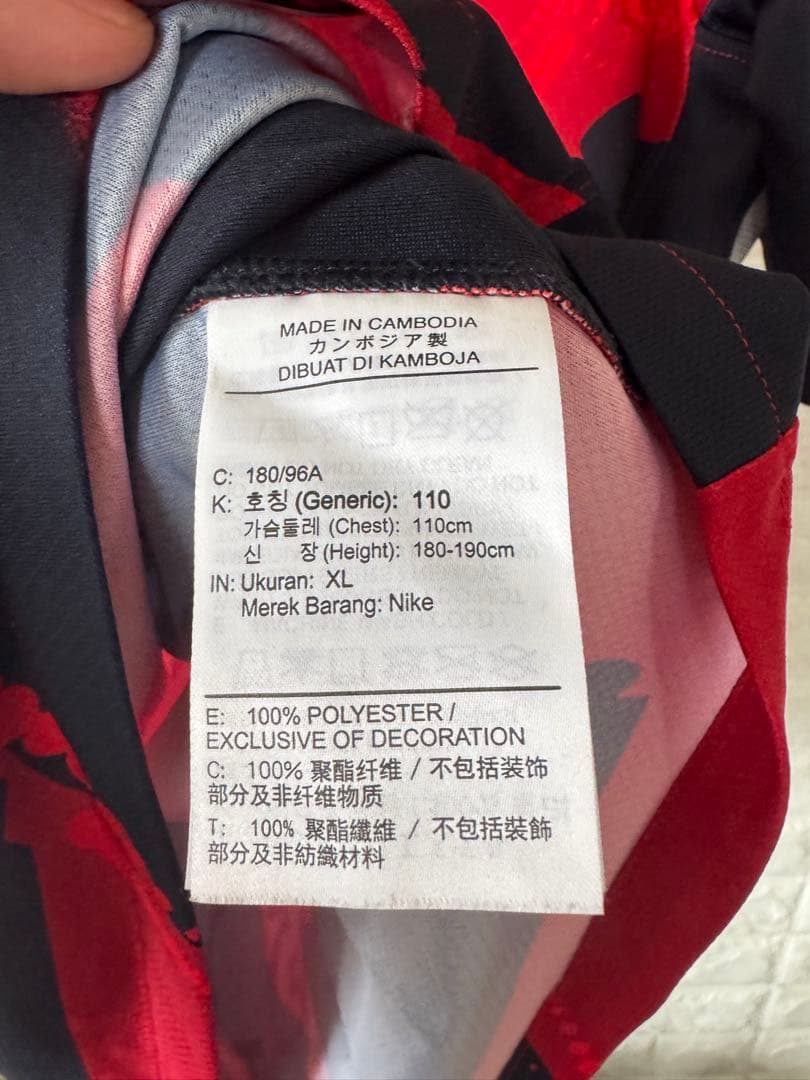 MADE IN CAMBODIA
カンボジア製
DIBUAT DI KAMBOJA
C: 180/96A
K: 호칭 (Generic): 110
가슴둘레 (Chest): 110cm
신 장 (Height): 180-190cm
IN: Ukuran: XL
Merek Barang: Nike
E: 100% POLYESTER /
EXCLUSIVE OF DECORATION
C: 100% 聚酯纤维 / 不包括装饰
部分及非纤维物质
T: 100% 聚酯纖維 / 不包括裝飾
部分及非紡織材料